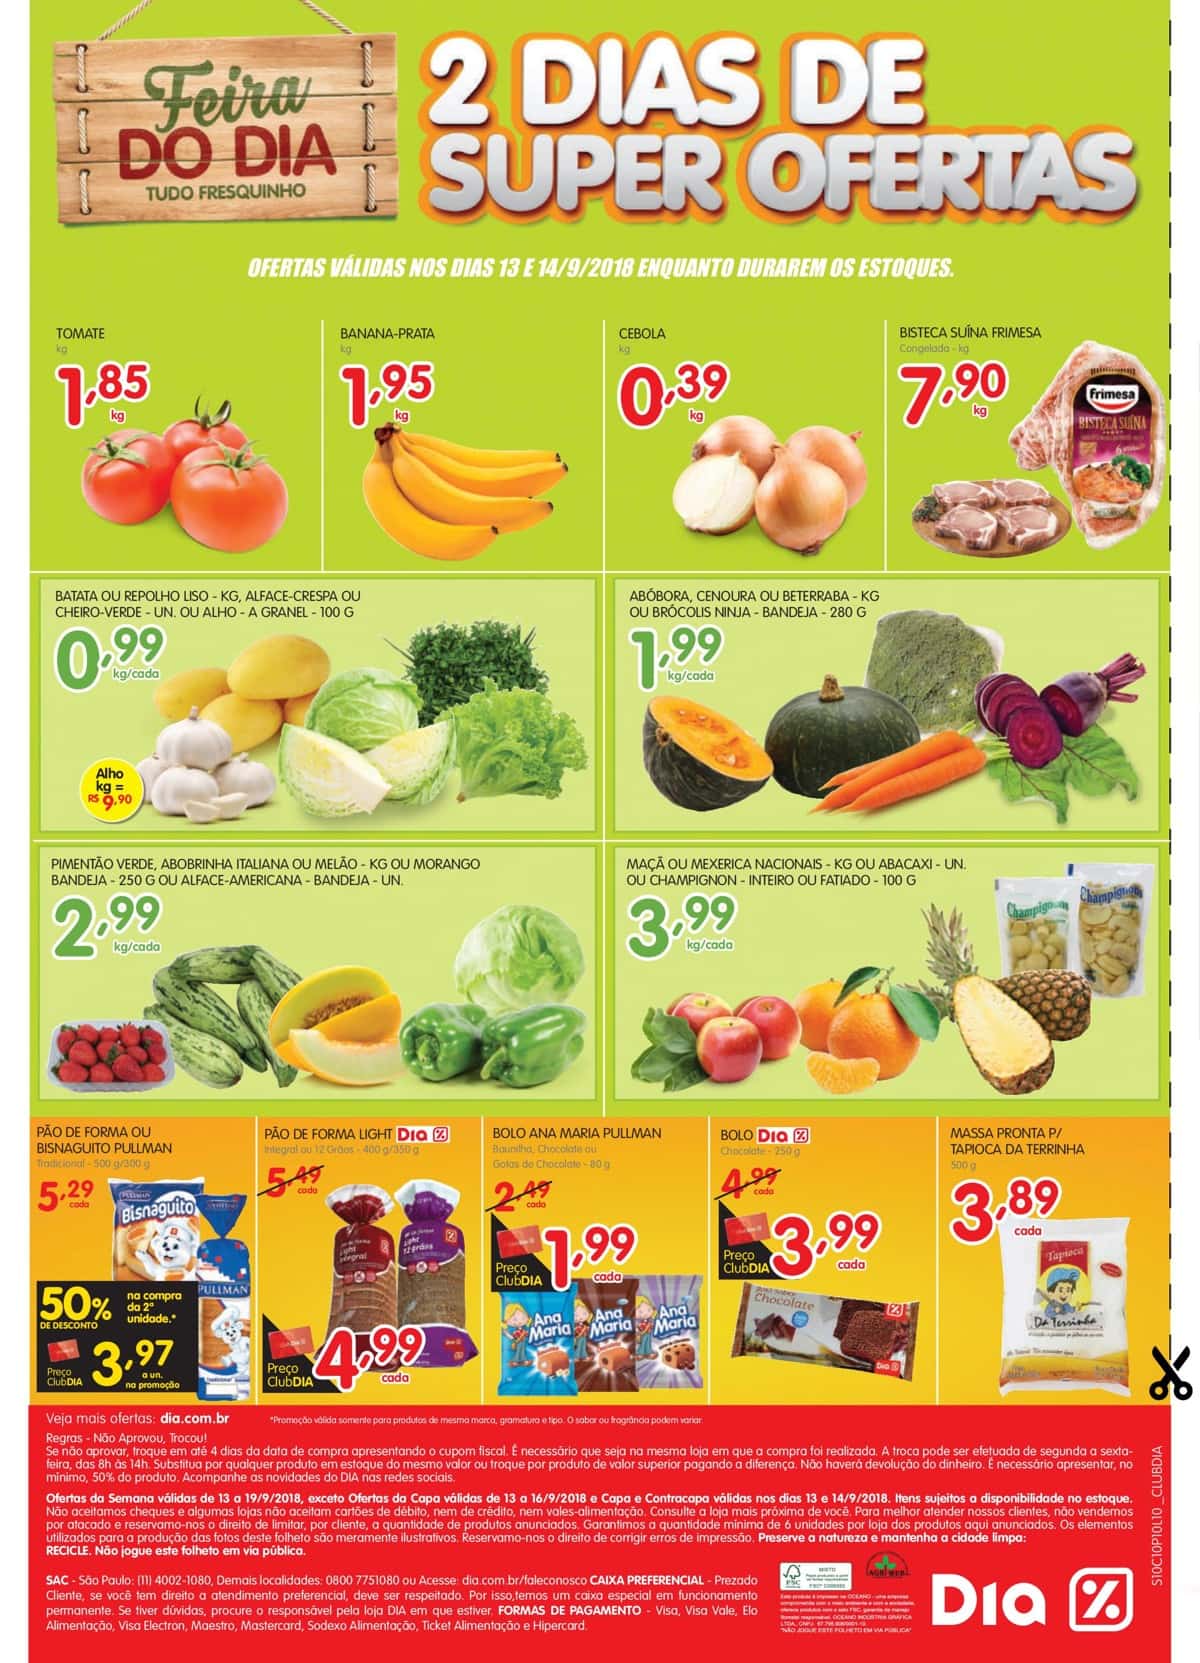 Feira
DO DIA
TUDO FRESQUINHO
2 DIAS DE
SUPER OFERTAS
OFERTAS VÁLIDAS NOS DIAS 13 E 14/9/2018 ENQUANTO DURAREM OS ESTOQUES.
TOMATE
kg
1,85
kg
BANANA-PRATA
kg
1,95
kg
CEBOLA
kg
0,39
kg
BISTECA SUÍNA FRIMESA
Congelada - kg
7,90
kg
Frimesa
BISTECA SUÍNA
BATATA OU REPOLHO LISO - KG, ALFACE-CRESPA OU
CHEIRO-VERDE - UN. OU ALHO - A GRANEL - 100 G
0,99
kg/cada
Alho
kg =
R$ 9,90
ABÓBORA, CENOURA OU BETERRABA - KG
OU BRÓCOLIS NINJA - BANDEJA - 280 G
1,99
kg/cada
PIMENTÃO VERDE, ABOBRINHA ITALIANA OU MELÃO - KG OU MORANGO
BANDEJA - 250 G OU ALFACE-AMERICANA - BANDEJA - UN.
2,99
kg/cada
MAÇÃ OU MEXERICA NACIONAIS - KG OU ABACAXI - UN.
OU CHAMPIGNON - INTEIRO OU FATIADO - 100 G
3,99
kg/cada
Champignons
Champignons
PÃO DE FORMA OU
BISNAGUITO PULLMAN
Tradicional - 500 g/300 g
5,29
cada
PULLMAN
Bisnaguito
PULLMAN
50%
DE DESCONTO
na compra
da 2ª
unidade.*
Preço
ClubDIA
3,97
a un.
na promoção
PÃO DE FORMA LIGHT Dia %
Integral ou 12 Grãos - 400 g/350 g
5,49
cada
light
integral
light
12 grãos
Preço
ClubDIA
4,99
cada
BOLO ANA MARIA PULLMAN
Baunilha, Chocolate ou
Gotas de Chocolate - 80 g
2,49
cada
Preço
ClubDIA
1,99
cada
Ana
Maria
Ana
Maria
Ana
Maria
BOLO Dia %
Chocolate - 250 g
4,99
cada
Preço
ClubDIA
3,99
cada
Chocolate
Dia %
MASSA PRONTA P/
TAPIOCA DA TERRINHA
500 g
3,89
cada
Tapioca
Da Terrinha
Veja mais ofertas: dia.com.br
*Promoção válida somente para produtos de mesma marca, gramatura e tipo. O sabor ou fragrância podem variar.
Regras - Não Aprovou, Trocou!
Se não aprovar, troque em até 4 dias da data de compra apresentando o cupom fiscal. É necessário que seja na mesma loja em que a compra foi realizada. A troca pode ser efetuada de segunda a sexta-
feira, das 8h às 14h. Substitua por qualquer produto em estoque do mesmo valor ou troque por produto de valor superior pagando a diferença. Não haverá devolução do dinheiro. É necessário apresentar, no
mínimo, 50% do produto. Acompanhe as novidades do DIA nas redes sociais.
Ofertas da Semana válidas de 13 a 19/9/2018, exceto Ofertas da Capa válidas de 13 a 16/9/2018 e Capa e Contracapa válidas nos dias 13 e 14/9/2018. Itens sujeitos a disponibilidade no estoque.
Não aceitamos cheques e algumas lojas não aceitam cartões de débito, nem de crédito, nem vales-alimentação. Consulte a loja mais próxima de você. Para melhor atender nossos clientes, não vendemos
por atacado e reservamo-nos o direito de limitar, por cliente, a quantidade de produtos anunciados. Garantimos a quantidade mínima de 6 unidades por loja dos produtos aqui anunciados. Os elementos
utilizados para a produção das fotos deste folheto são meramente ilustrativos. Reservamo-nos o direito de corrigir erros de impressão. Preserve a natureza e mantenha a cidade limpa:
RECICLE. Não jogue este folheto em via pública.
SAC - São Paulo: (11) 4002-1080, Demais localidades: 0800 7751080 ou Acesse: dia.com.br/faleconosco CAIXA PREFERENCIAL - Prezado
Cliente, se você tem direito a atendimento preferencial, deve ser respeitado. Por isso,temos um caixa especial em funcionamento
permanente. Se tiver dúvidas, procure o responsável pela loja DIA em que estiver. FORMAS DE PAGAMENTO - Visa, Visa Vale, Elo
Alimentação, Visa Electron, Maestro, Mastercard, Sodexo Alimentação, Ticket Alimentação e Hipercard.
FSC
MISTO
"NÃO JOGUE ESTE FOLHETO EM VIA PÚBLICA"
Dia %
S10C10P10L10 _CLUBDIA